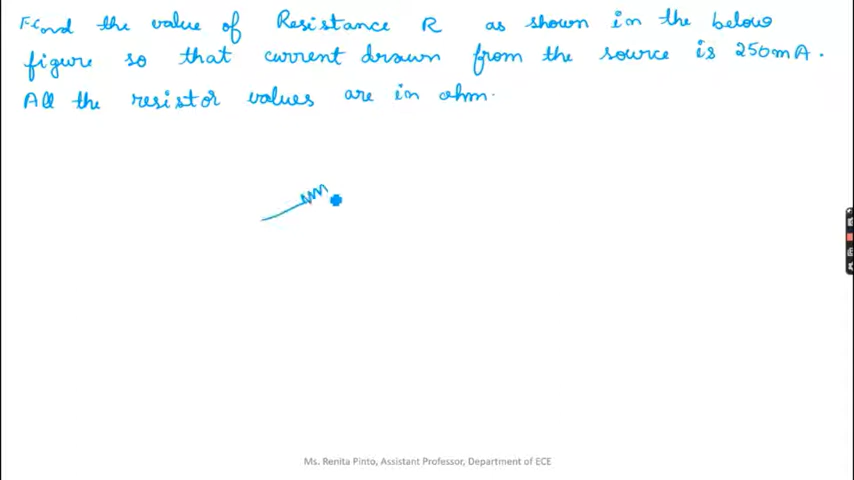 Find the value of Resistance R as shown in the below
figure so that current drawn from the source is 250mA.
All the resistor values are in ohm.
Ms. Renita Pinto, Assistant Professor, Department of ECE